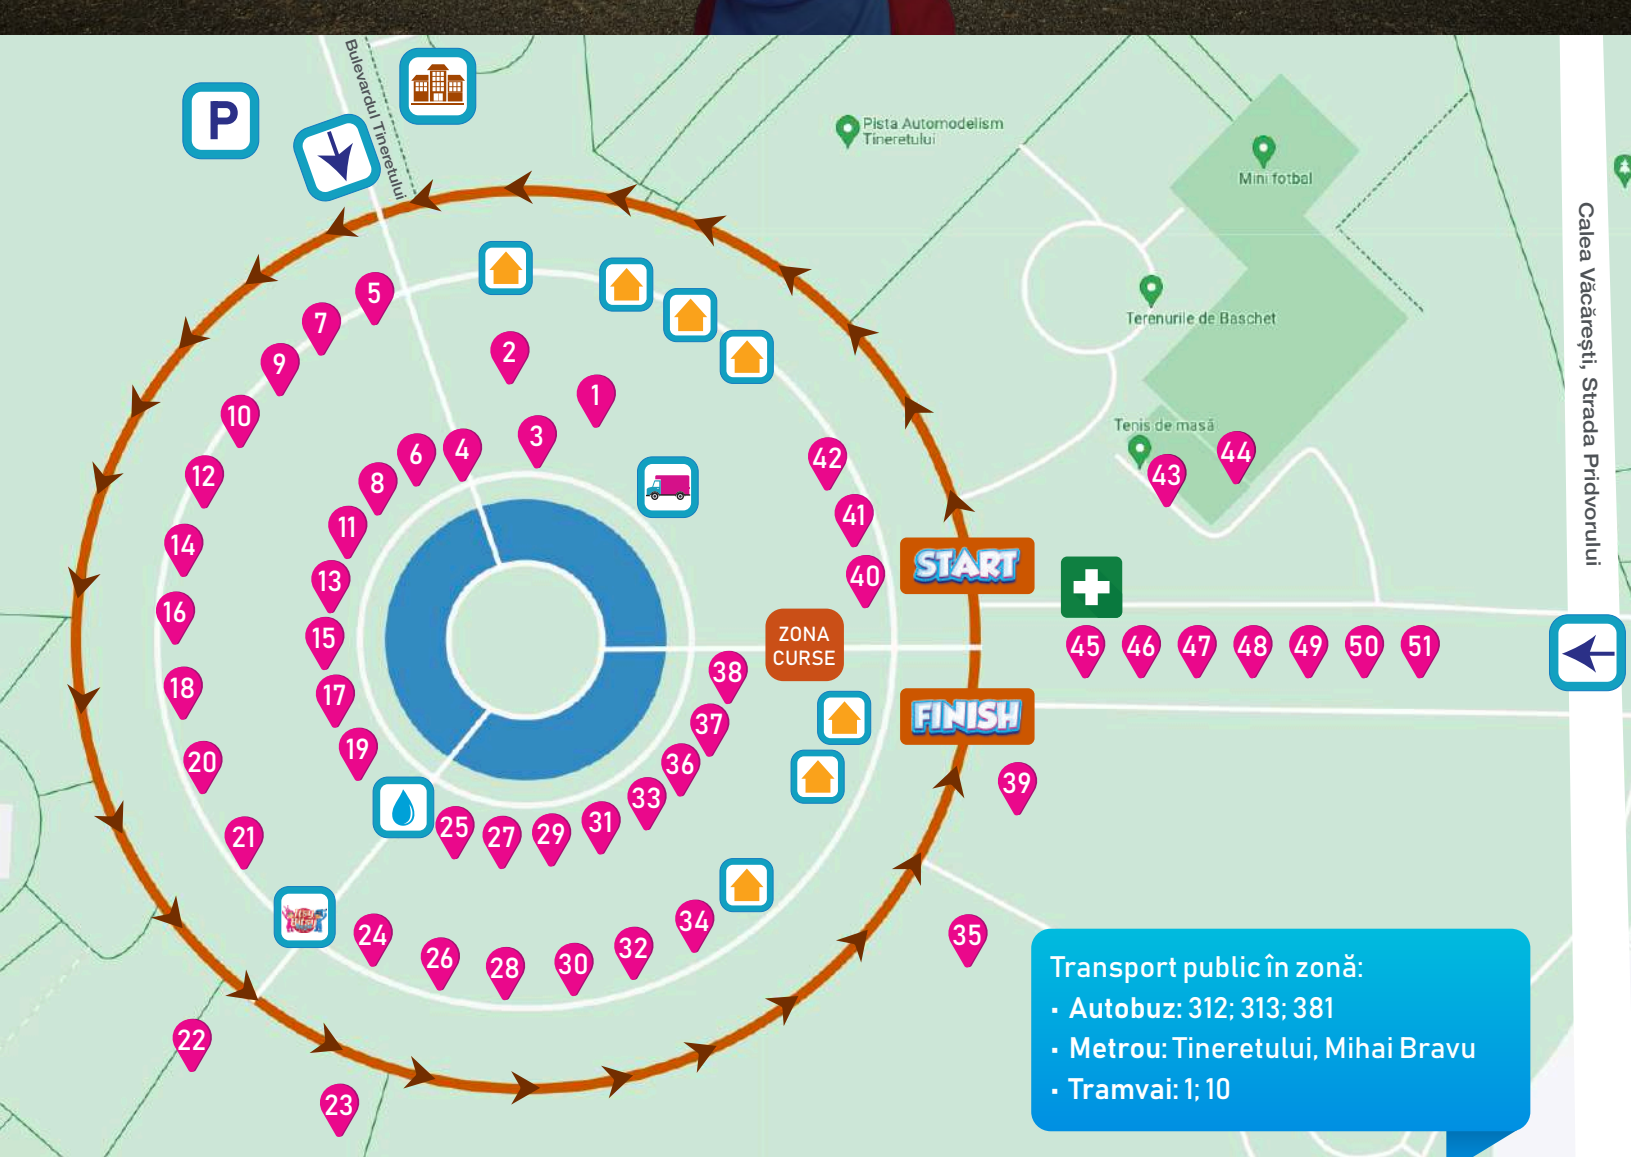 Bulevardul Tineretului
P
Pista Automodelism
Tineretului
Mini fotbal
Terenurile de Baschet
Tenis de masă
Calea Văcărești, Strada Pridvorului
5
7
2
9
1
10
3
6
4
42
44
12
8
43
41
11
14
START
13
40
16
15
ZONA
CURSE
45
46
47
48
49
50
51
38
18
17
FINISH
37
19
20
36
39
33
25
27
29
31
21
Itsy
Bitsy
24
34
35
26
28
30
32
22
23
Transport public în zonă:
· Autobuz: 312; 313; 381
· Metrou: Tineretului, Mihai Bravu
· Tramvai: 1; 10